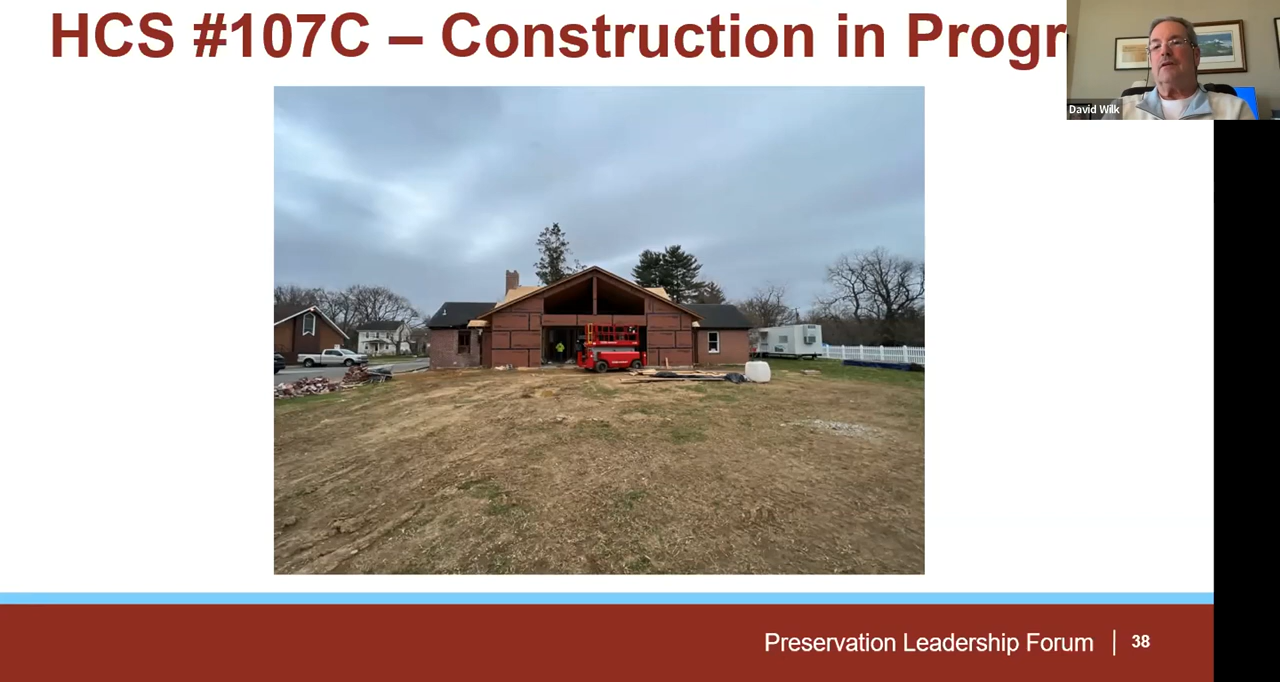 HCS #107C – Construction in Progr
David Wilk
Preservation Leadership Forum
38